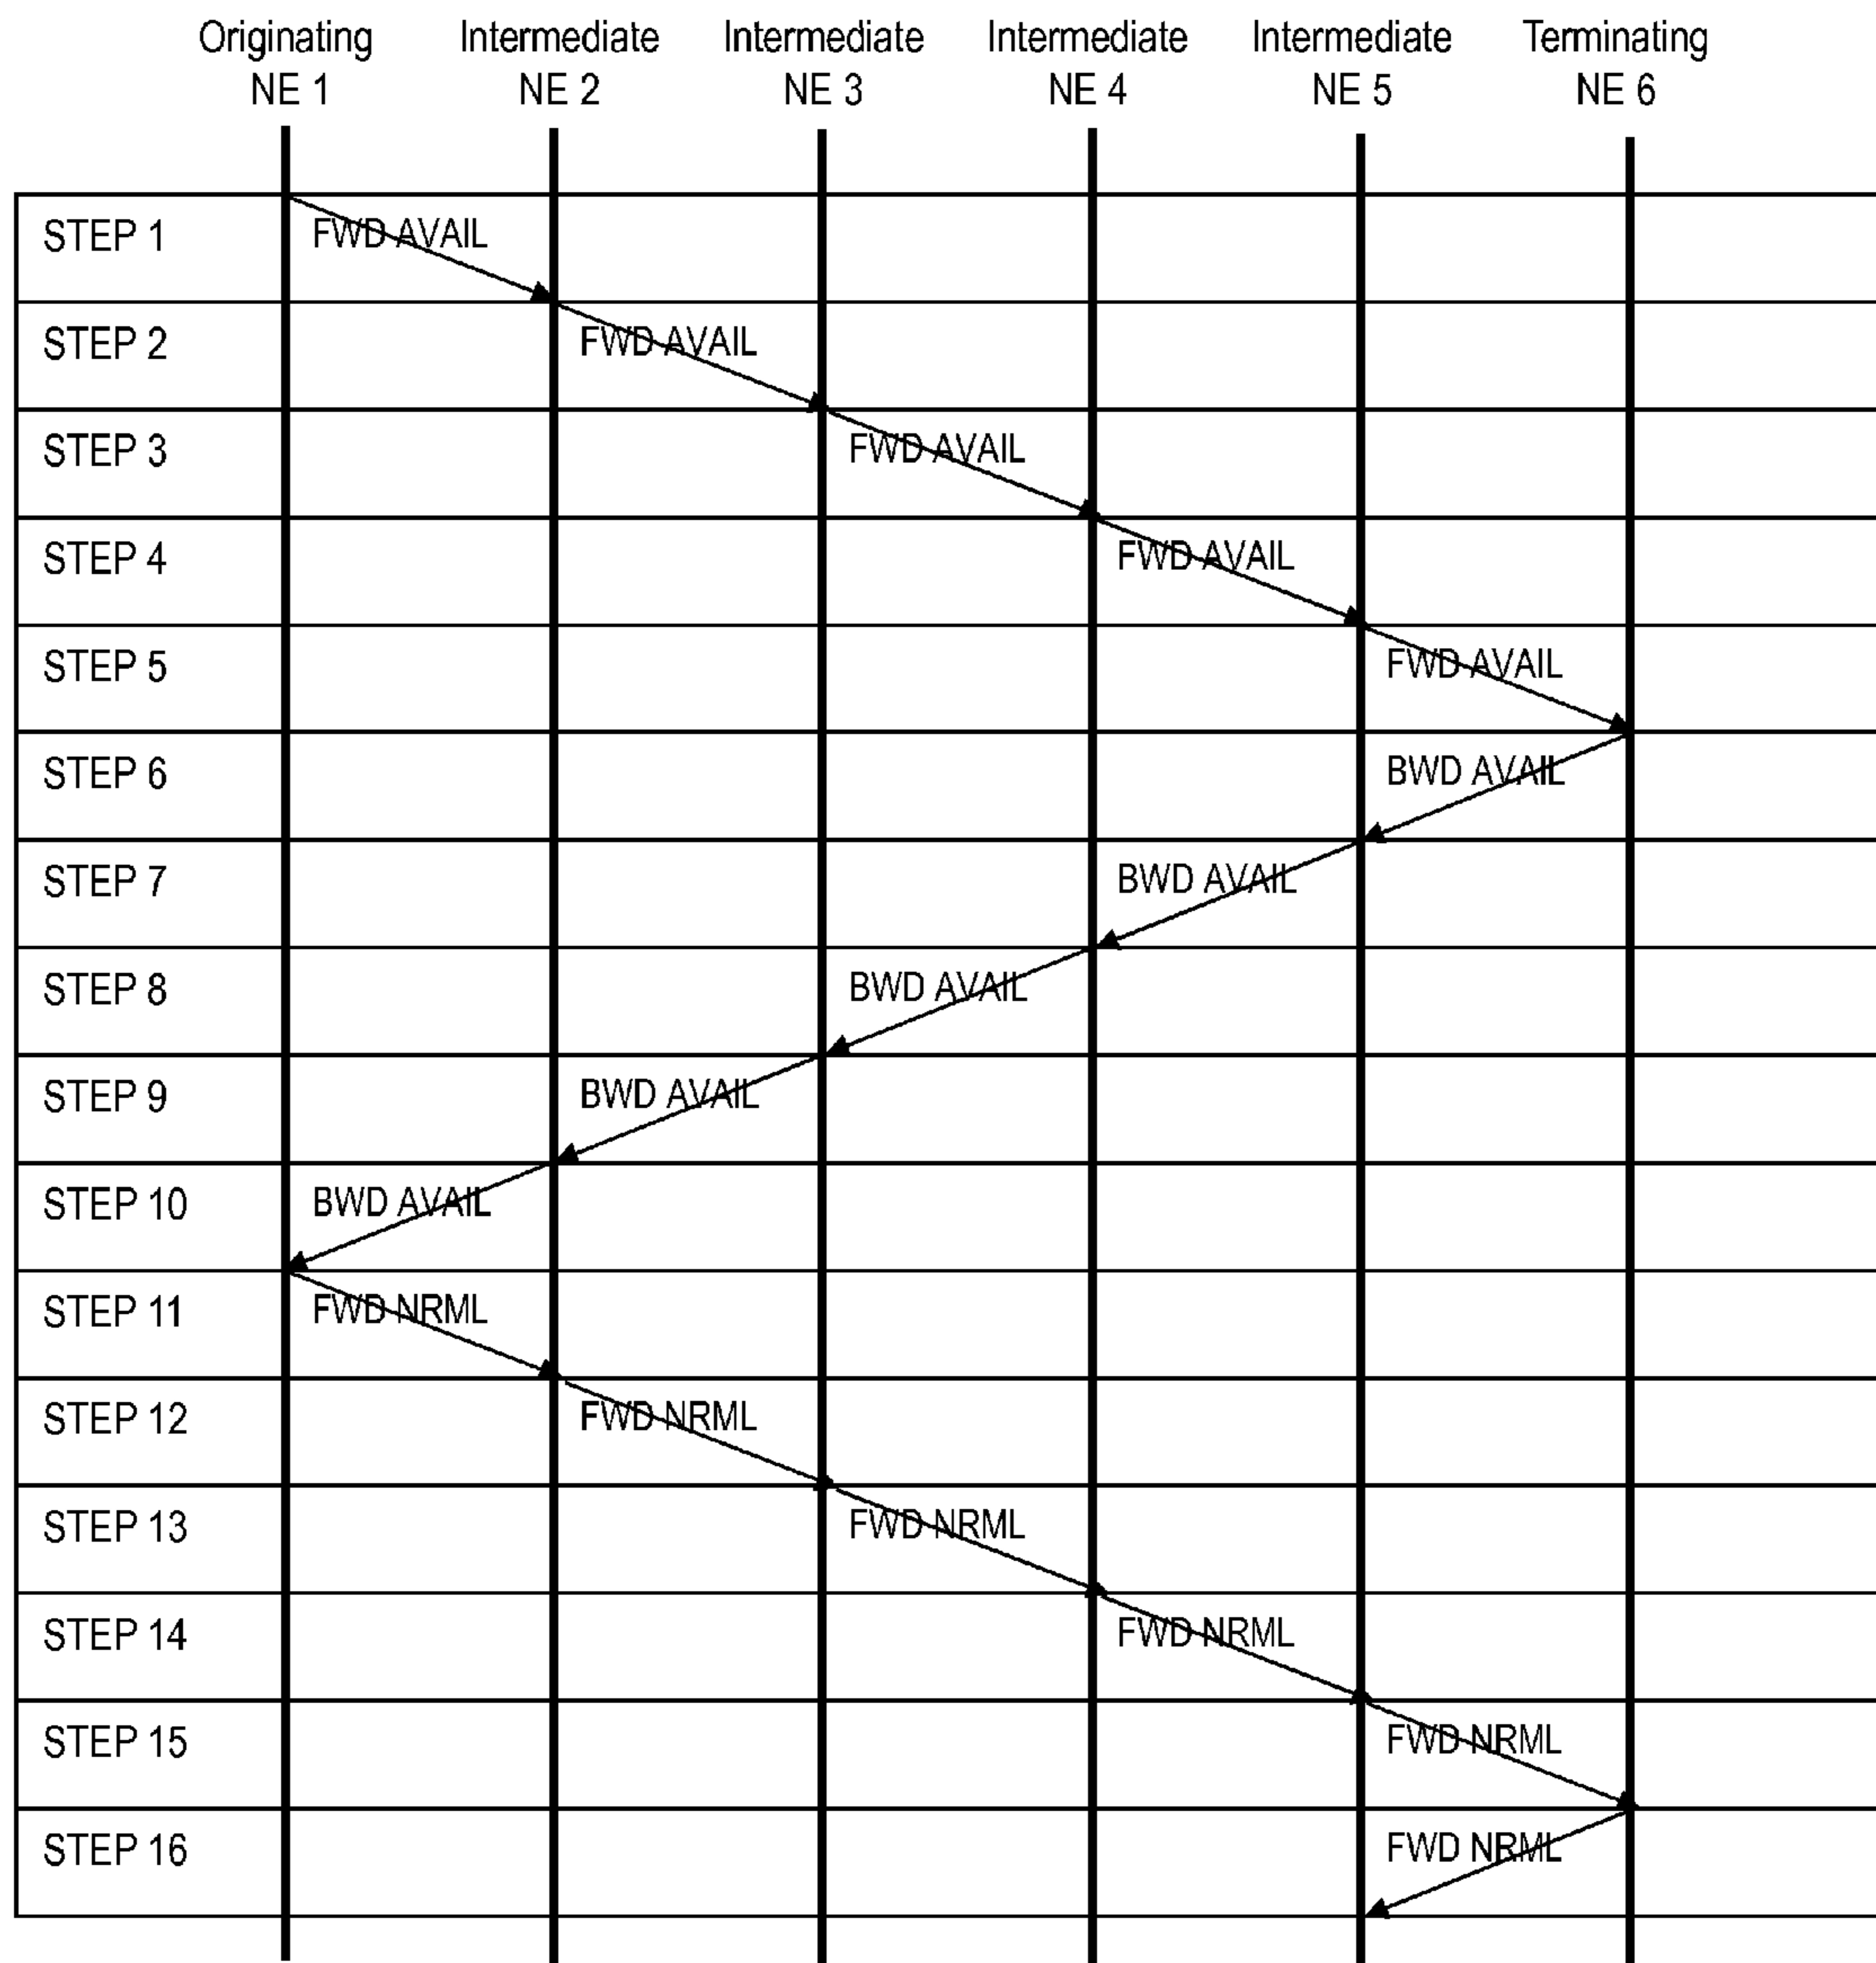 Originating Intermediate Intermediate Intermediate Intermediate Terminating
NE 1 NE 2 NE 3 NE 4 NE 5 NE 6
STEP 1 FWD AVAIL
STEP 2 FWD AVAIL
STEP 3 FWD AVAIL
STEP 4 FWD AVAIL
STEP 5 FWD AVAIL
STEP 6 BWD AVAIL
STEP 7 BWD AVAIL
STEP 8 BWD AVAIL
STEP 9 BWD AVAIL
STEP 10 BWD AVAIL
STEP 11 FWD NRML
STEP 12 FWD NRML
STEP 13 FWD NRML
STEP 14 FWD NRML
STEP 15 FWD NRML
STEP 16 FWD NRML